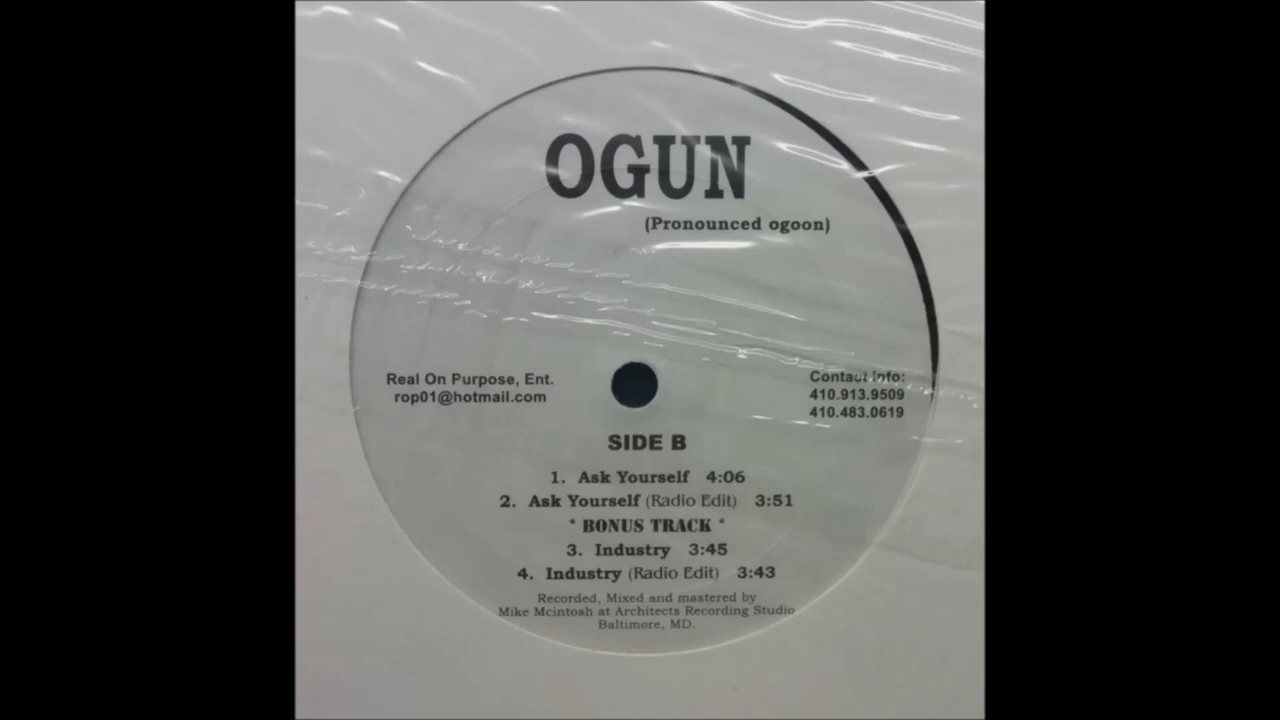 OGUN
(Pronounced ogoon)
Real On Purpose, Ent.
rop01@hotmail.com
Contact info:
410.913.9509
410.483.0619
SIDE B
1. Ask Yourself 4:06
2. Ask Yourself (Radio Edit) 3:51
* BONUS TRACK *
3. Industry 3:45
4. Industry (Radio Edit) 3:43
Recorded, Mixed and mastered by
Mike Mcintosh at Architects Recording Studio
Baltimore, MD.